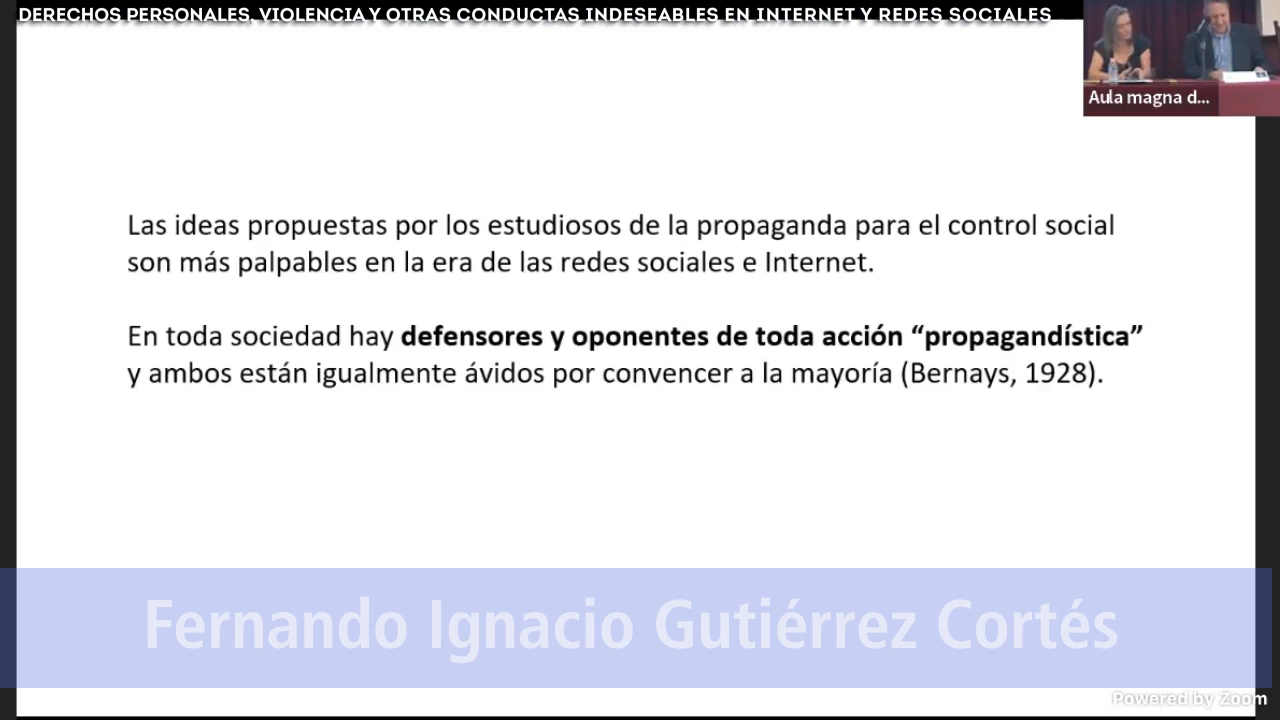 DERECHOS PERSONALES, VIOLENCIA Y OTRAS CONDUCTAS INDESEABLES EN INTERNET Y REDES SOCIALES
Aula magna d...
Las ideas propuestas por los estudiosos de la propaganda para el control social
son más palpables en la era de las redes sociales e Internet.
En toda sociedad hay defensores y oponentes de toda acción “propagandística”
y ambos están igualmente ávidos por convencer a la mayoría (Bernays, 1928).
Fernando Ignacio Gutiérrez Cortés
Powered by Zoom